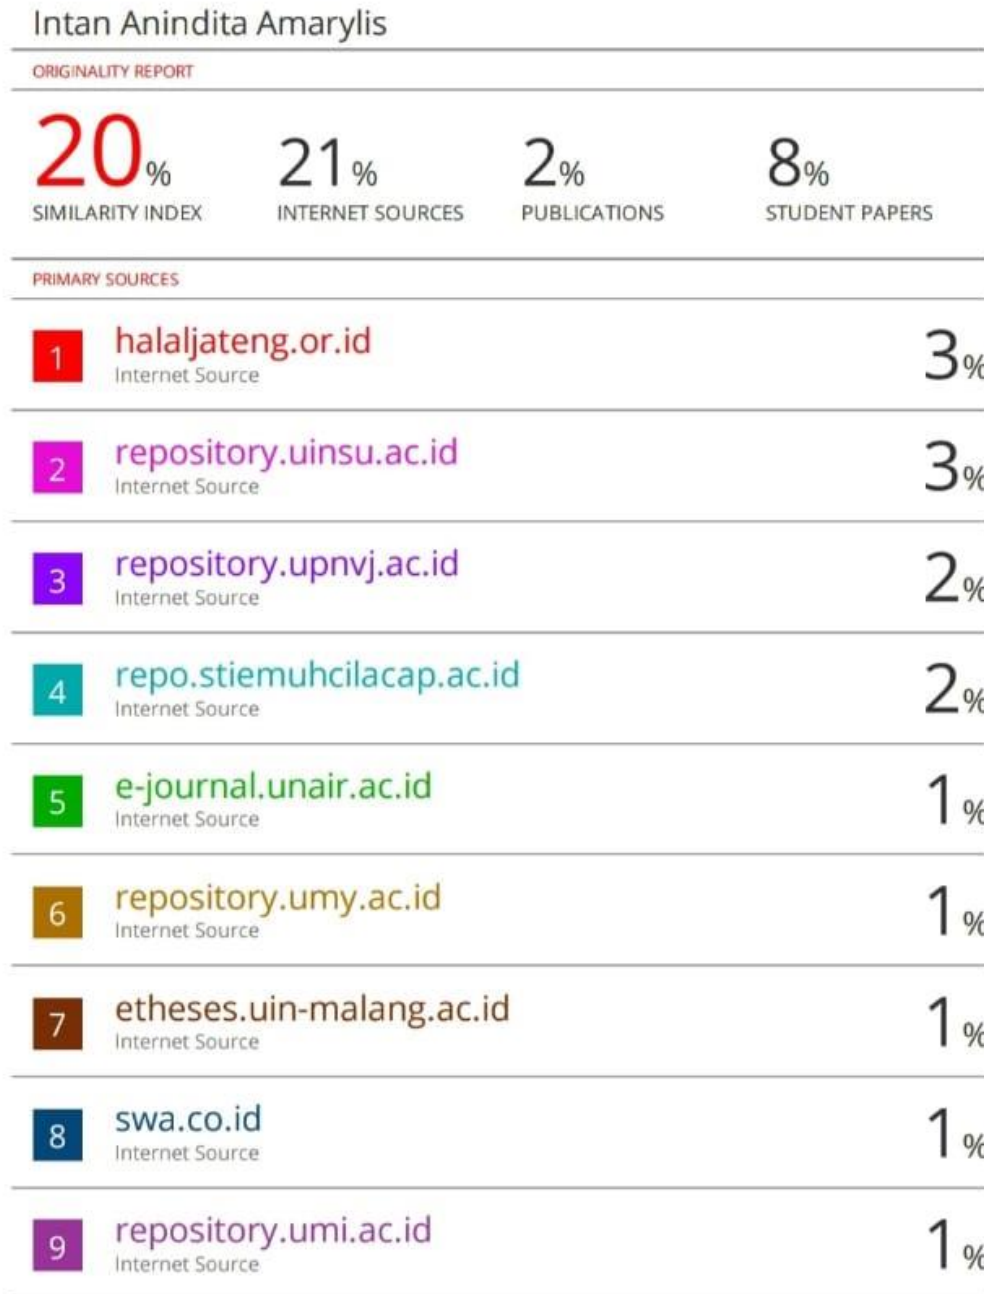 Intan Anindita Amarylis
ORIGINALITY REPORT
20% 21% 2% 8%
SIMILARITY INDEX INTERNET SOURCES PUBLICATIONS STUDENT PAPERS
PRIMARY SOURCES
1 halaljateng.or.id 3%
Internet Source
2 repository.uinsu.ac.id 3%
Internet Source
3 repository.upnvj.ac.id 2%
Internet Source
4 repo.stiemuhcilacap.ac.id 2%
Internet Source
5 e-journal.unair.ac.id 1%
Internet Source
6 repository.umy.ac.id 1%
Internet Source
7 etheses.uin-malang.ac.id 1%
Internet Source
8 swa.co.id 1%
Internet Source
9 repository.umi.ac.id 1%
Internet Source